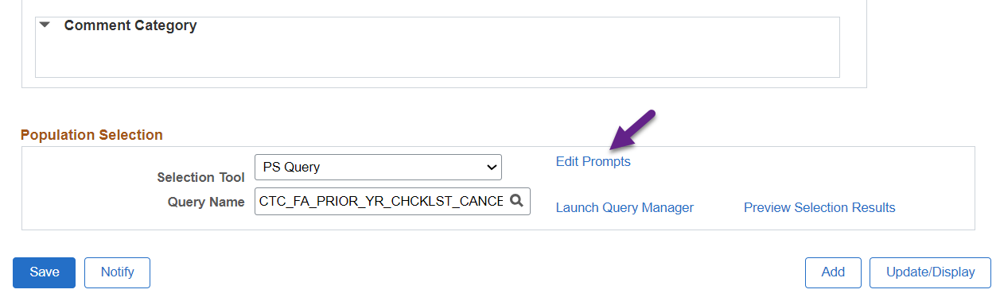 Comment Category
Population Selection
Selection Tool PS Query Edit Prompts
Query Name CTC_FA_PRIOR_YR_CHCKLST_CANCE Launch Query Manager Preview Selection Results
Save Notify Add Update/Display